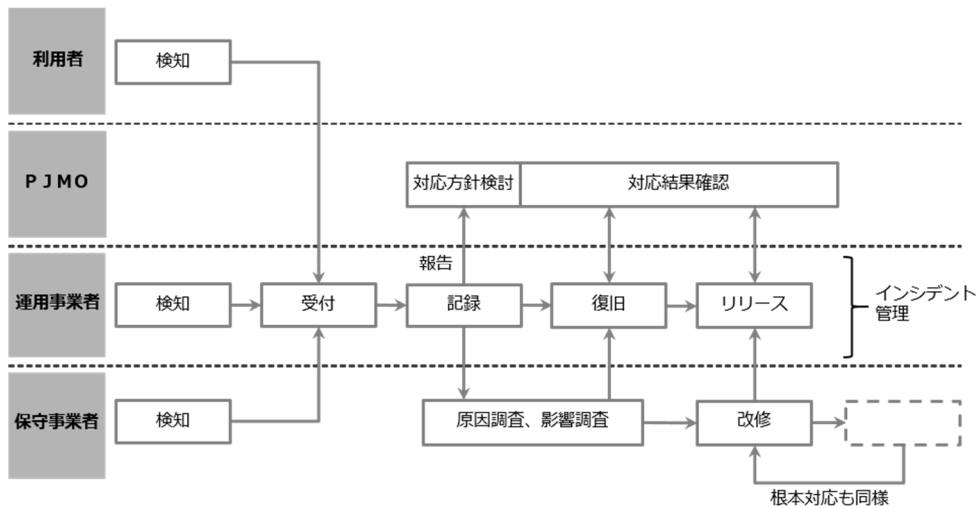 利用者
検知
ＰＪＭＯ
対応方針検討
対応結果確認
報告
運用事業者
検知
受付
記録
復旧
リリース
インシデント
管理
保守事業者
検知
原因調査、影響調査
改修
根本対応も同様